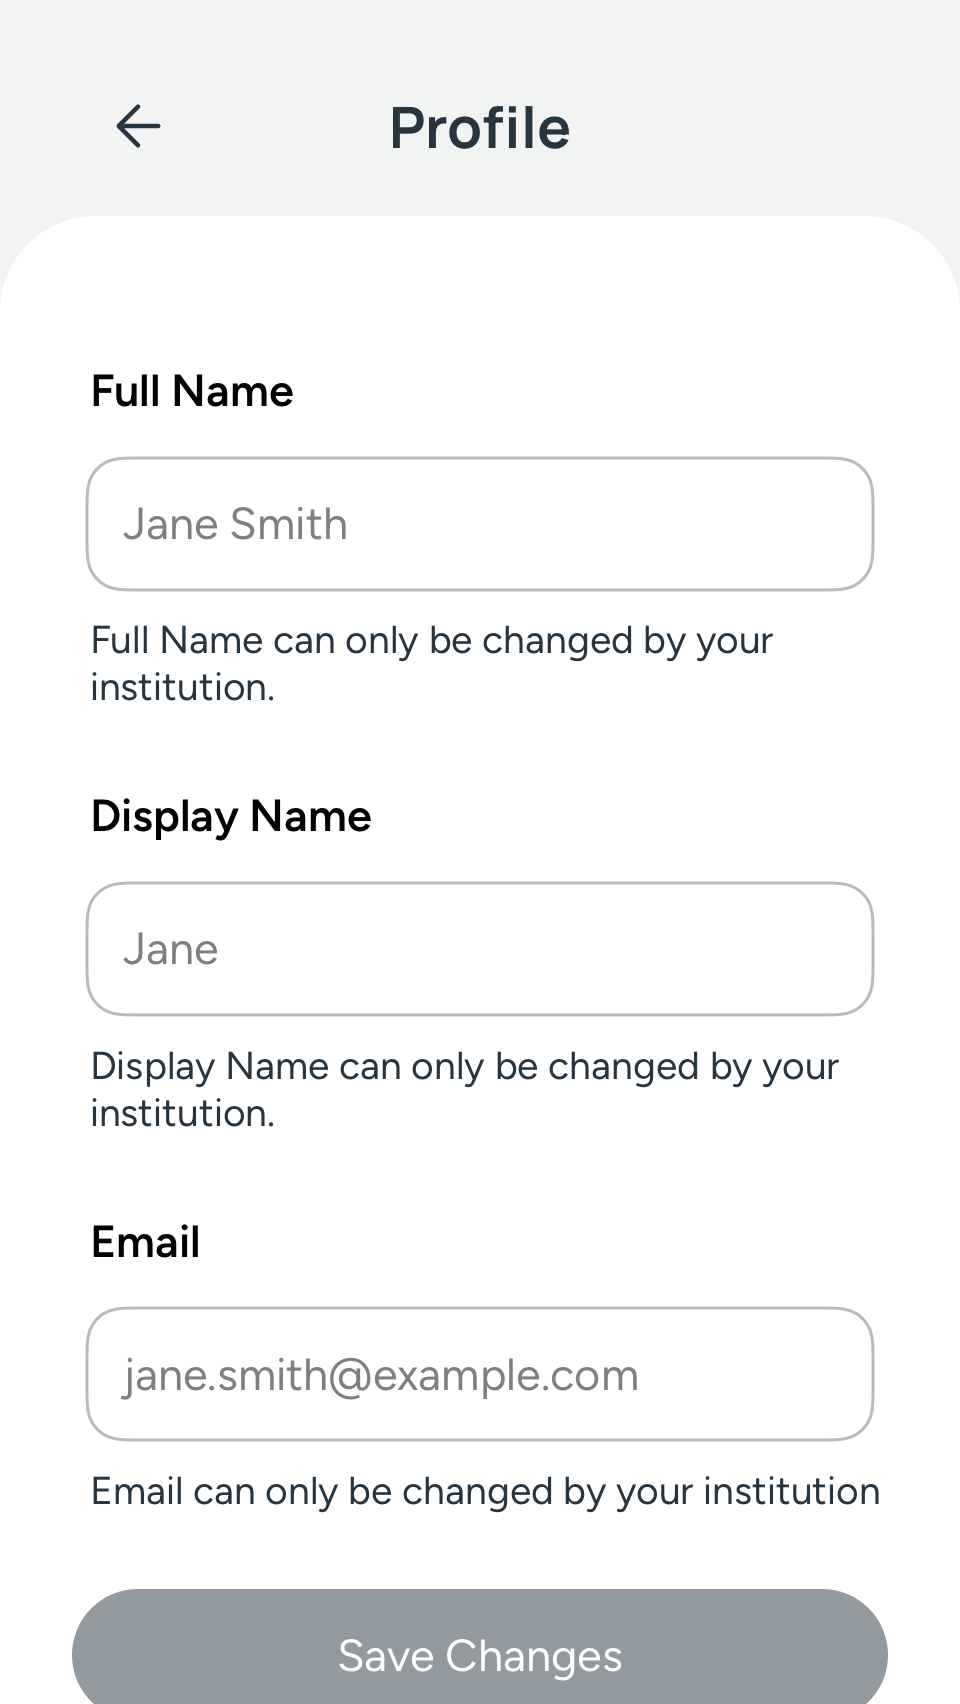 Profile
Full Name
Jane Smith
Full Name can only be changed by your
institution.
Display Name
Jane
Display Name can only be changed by your
institution.
Email
jane.smith@example.com
Email can only be changed by your institution
Save Changes